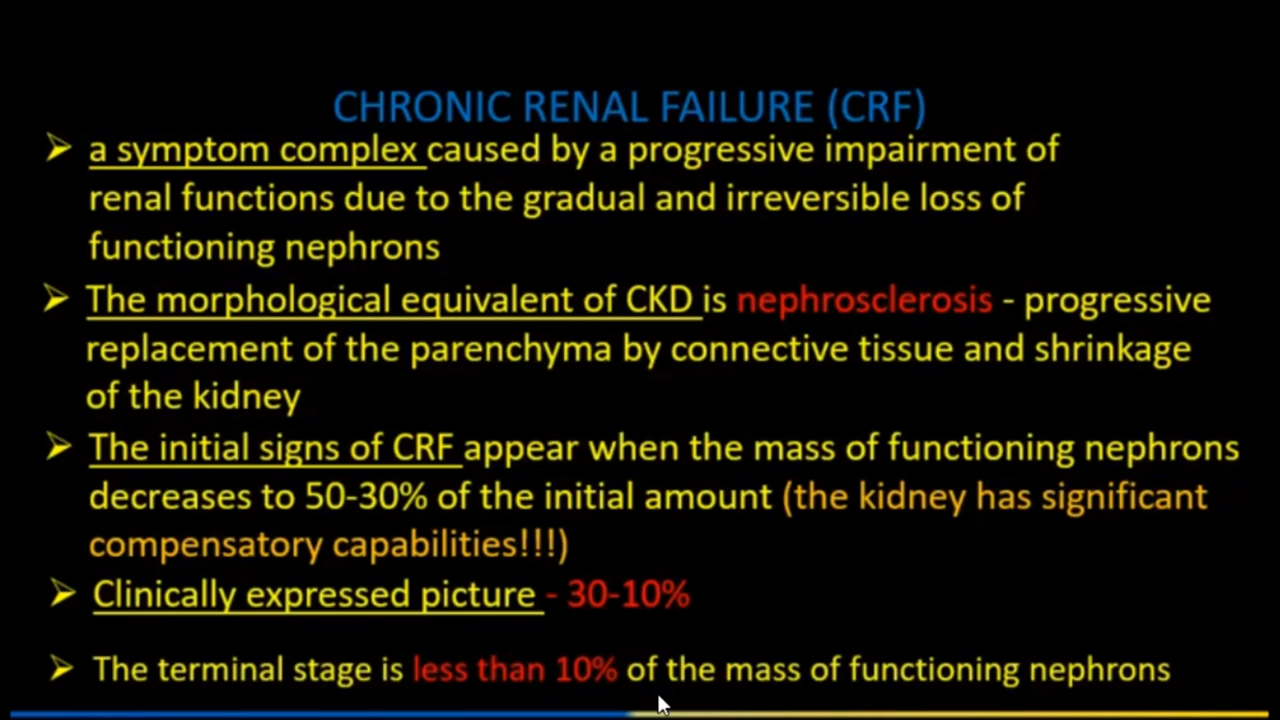 CHRONIC RENAL FAILURE (CRF)
➢ a symptom complex caused by a progressive impairment of
renal functions due to the gradual and irreversible loss of
functioning nephrons
➢ The morphological equivalent of CKD is nephrosclerosis - progressive
replacement of the parenchyma by connective tissue and shrinkage
of the kidney
➢ The initial signs of CRF appear when the mass of functioning nephrons
decreases to 50-30% of the initial amount (the kidney has significant
compensatory capabilities!!!)
➢ Clinically expressed picture - 30-10%
➢ The terminal stage is less than 10% of the mass of functioning nephrons